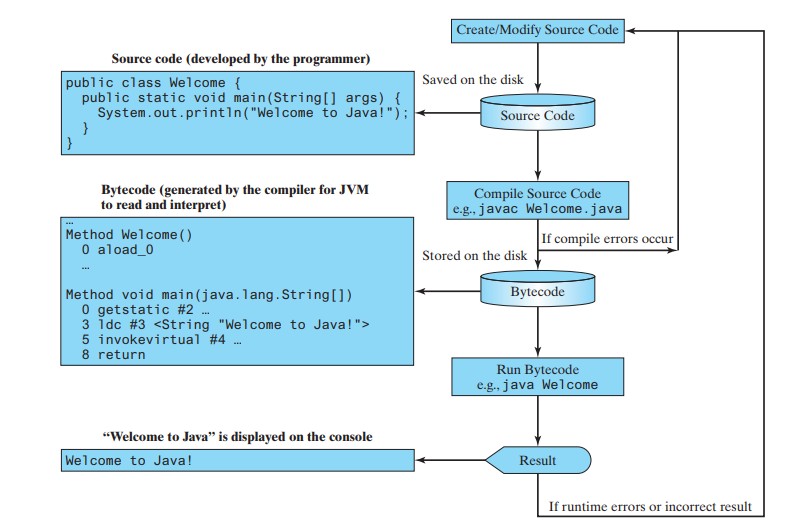 Create/Modify Source Code
Source code (developed by the programmer)
public class Welcome {
  public static void main(String[] args) {
    System.out.println("Welcome to Java!");
  }
}
Saved on the disk
Source Code
Compile Source Code
e.g., javac Welcome.java
If compile errors occur
Bytecode (generated by the compiler for JVM
to read and interpret)
…
Method Welcome()
  0 aload_0
  …
Method void main(java.lang.String[])
  0 getstatic #2 …
  3 ldc #3 <String "Welcome to Java!">
  5 invokevirtual #4 …
  8 return
Stored on the disk
Bytecode
Run Bytecode
e.g., java Welcome
“Welcome to Java” is displayed on the console
Welcome to Java!
Result
If runtime errors or incorrect result